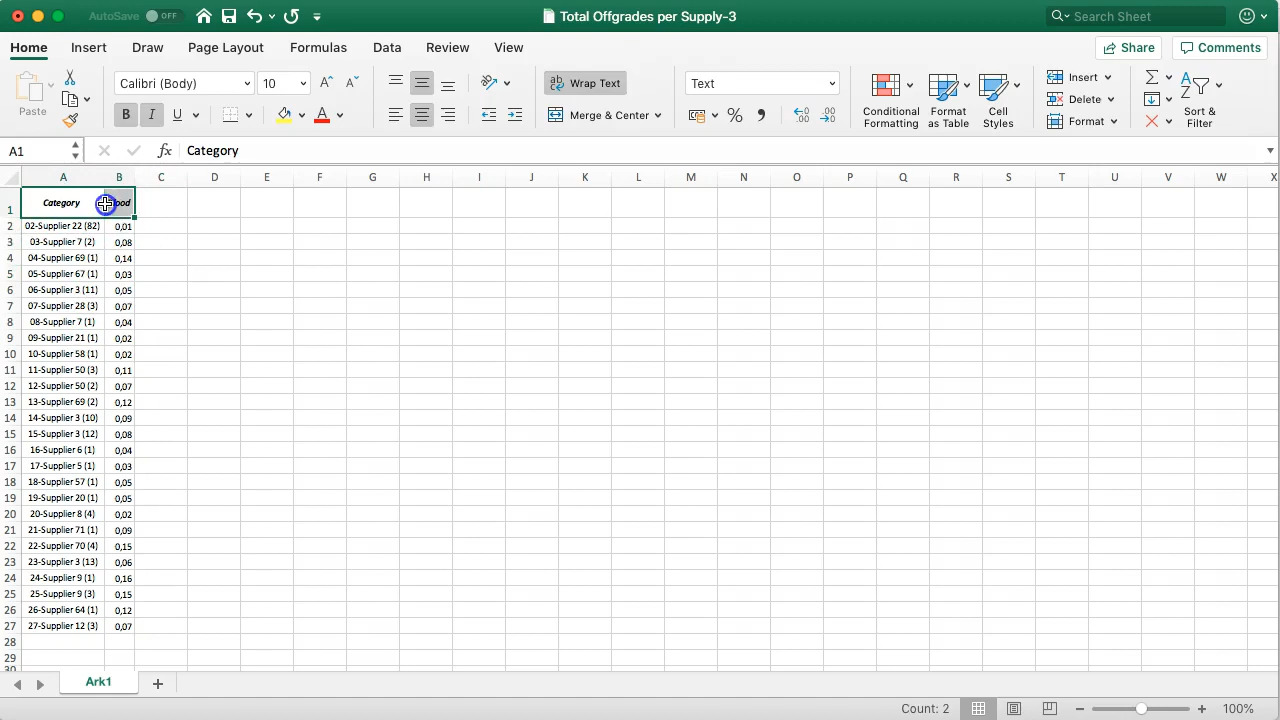 AutoSave OFF
Total Offgrades per Supply-3
Search Sheet
Home Insert Draw Page Layout Formulas Data Review View
Share Comments
Paste
Calibri (Body) 10
B I U
Wrap Text
Merge & Center
Text
Conditional Formatting
Format as Table
Cell Styles
Insert
Delete
Format
Sort & Filter
A1 fx Category
A B C D E F G H I J K L M N O P Q R S T U V W X
1 Category
2 02-Supplier 22 (82) 0,01
3 03-Supplier 7 (2) 0,08
4 04-Supplier 69 (1) 0,14
5 05-Supplier 67 (1) 0,03
6 06-Supplier 3 (11) 0,05
7 07-Supplier 28 (3) 0,07
8 08-Supplier 7 (1) 0,04
9 09-Supplier 21 (1) 0,02
10 10-Supplier 58 (1) 0,02
11 11-Supplier 50 (3) 0,11
12 12-Supplier 50 (2) 0,07
13 13-Supplier 69 (2) 0,12
14 14-Supplier 3 (10) 0,09
15 15-Supplier 3 (12) 0,08
16 16-Supplier 6 (1) 0,04
17 17-Supplier 5 (1) 0,03
18 18-Supplier 57 (1) 0,05
19 19-Supplier 20 (1) 0,05
20 20-Supplier 8 (4) 0,02
21 21-Supplier 71 (1) 0,09
22 22-Supplier 70 (4) 0,15
23 23-Supplier 3 (13) 0,06
24 24-Supplier 9 (1) 0,16
25 25-Supplier 9 (3) 0,15
26 26-Supplier 64 (1) 0,12
27 27-Supplier 12 (3) 0,07
28
29
30
Ark1
Count: 2 100%